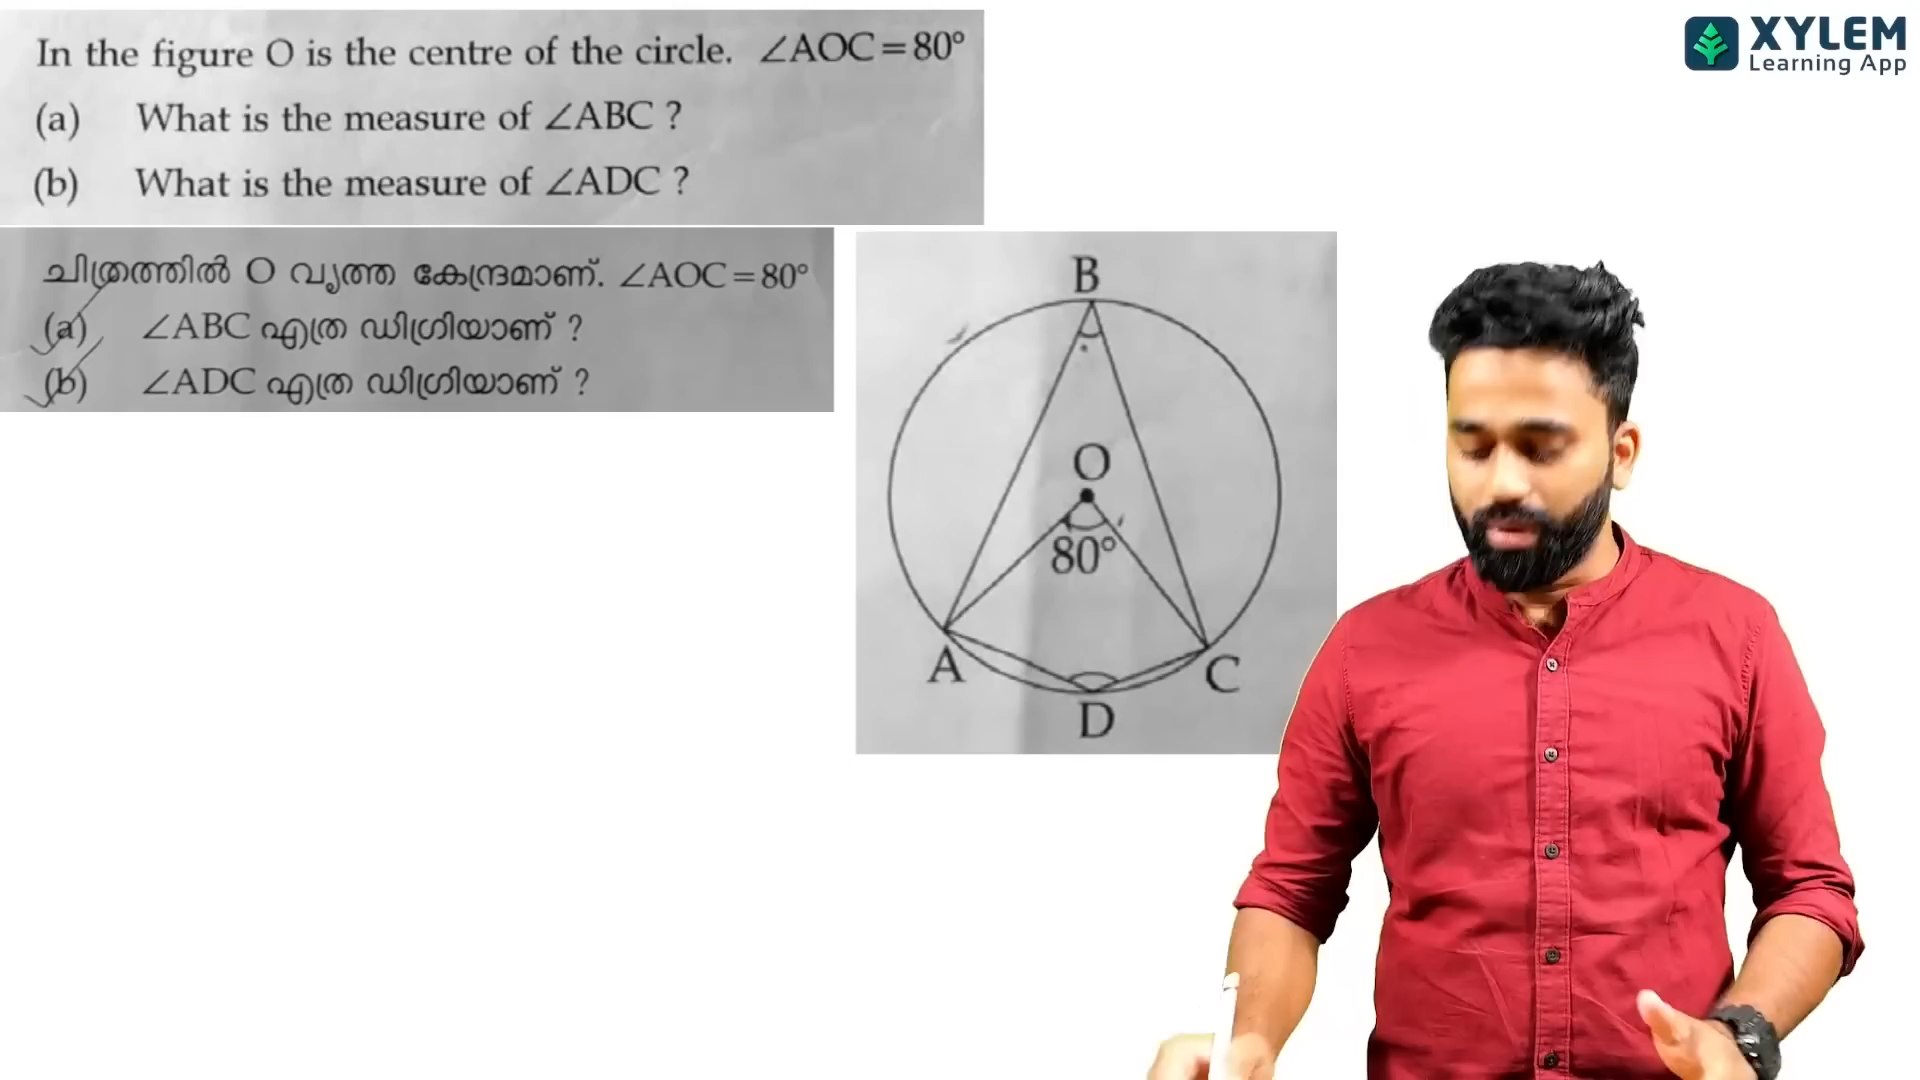 In the figure O is the centre of the circle. ∠AOC=80°
(a) What is the measure of ∠ABC ?
(b) What is the measure of ∠ADC ?
ചിത്രത്തിൽ O വൃത്ത കേന്ദ്രമാണ്. ∠AOC=80°
(a) ∠ABC എത്ര ഡിഗ്രിയാണ് ?
(b) ∠ADC എത്ര ഡിഗ്രിയാണ് ?
B
O
80°
A
C
D
XYLEM
Learning App